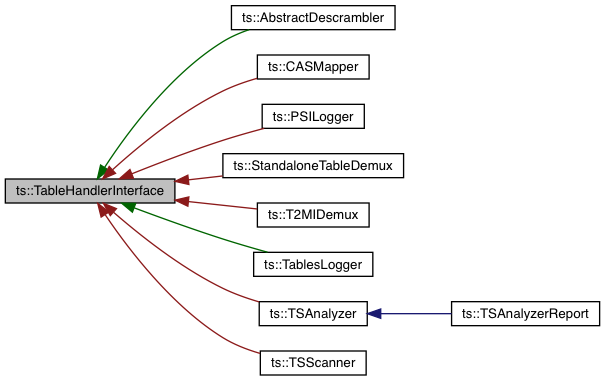 ts::AbstractDescrambler
ts::CASMapper
ts::PSILogger
ts::StandaloneTableDemux
ts::TableHandlerInterface
ts::T2MIDemux
ts::TablesLogger
ts::TSAnalyzer
ts::TSAnalyzerReport
ts::TSScanner